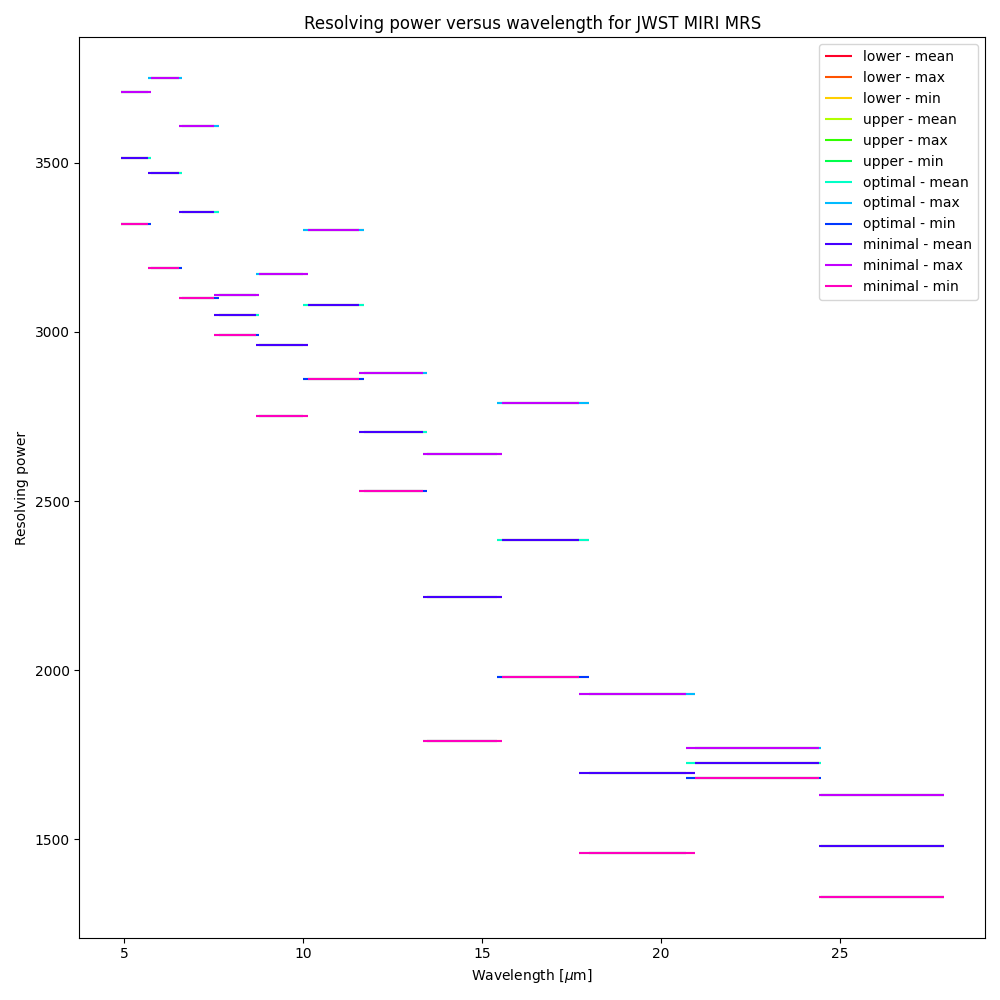 Resolving power versus wavelength for JWST MIRI MRS
lower - mean
lower - max
lower - min
upper - mean
upper - max
upper - min
optimal - mean
optimal - max
optimal - min
minimal - mean
minimal - max
minimal - min
Resolving power
3500
3000
2500
2000
1500
5 10 15 20 25
Wavelength [μm]